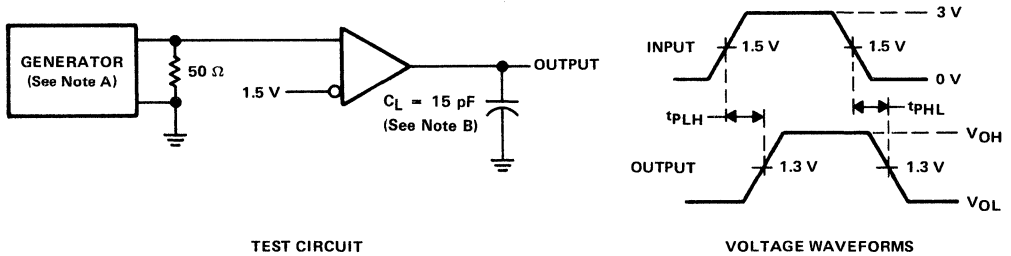 GENERATOR
(See Note A)
50 Ω
1.5 V
OUTPUT
C_L = 15 pF
(See Note B)
TEST CIRCUIT
3 V
INPUT
1.5 V
1.5 V
0 V
t_PLH
t_PHL
V_OH
OUTPUT
1.3 V
1.3 V
V_OL
VOLTAGE WAVEFORMS